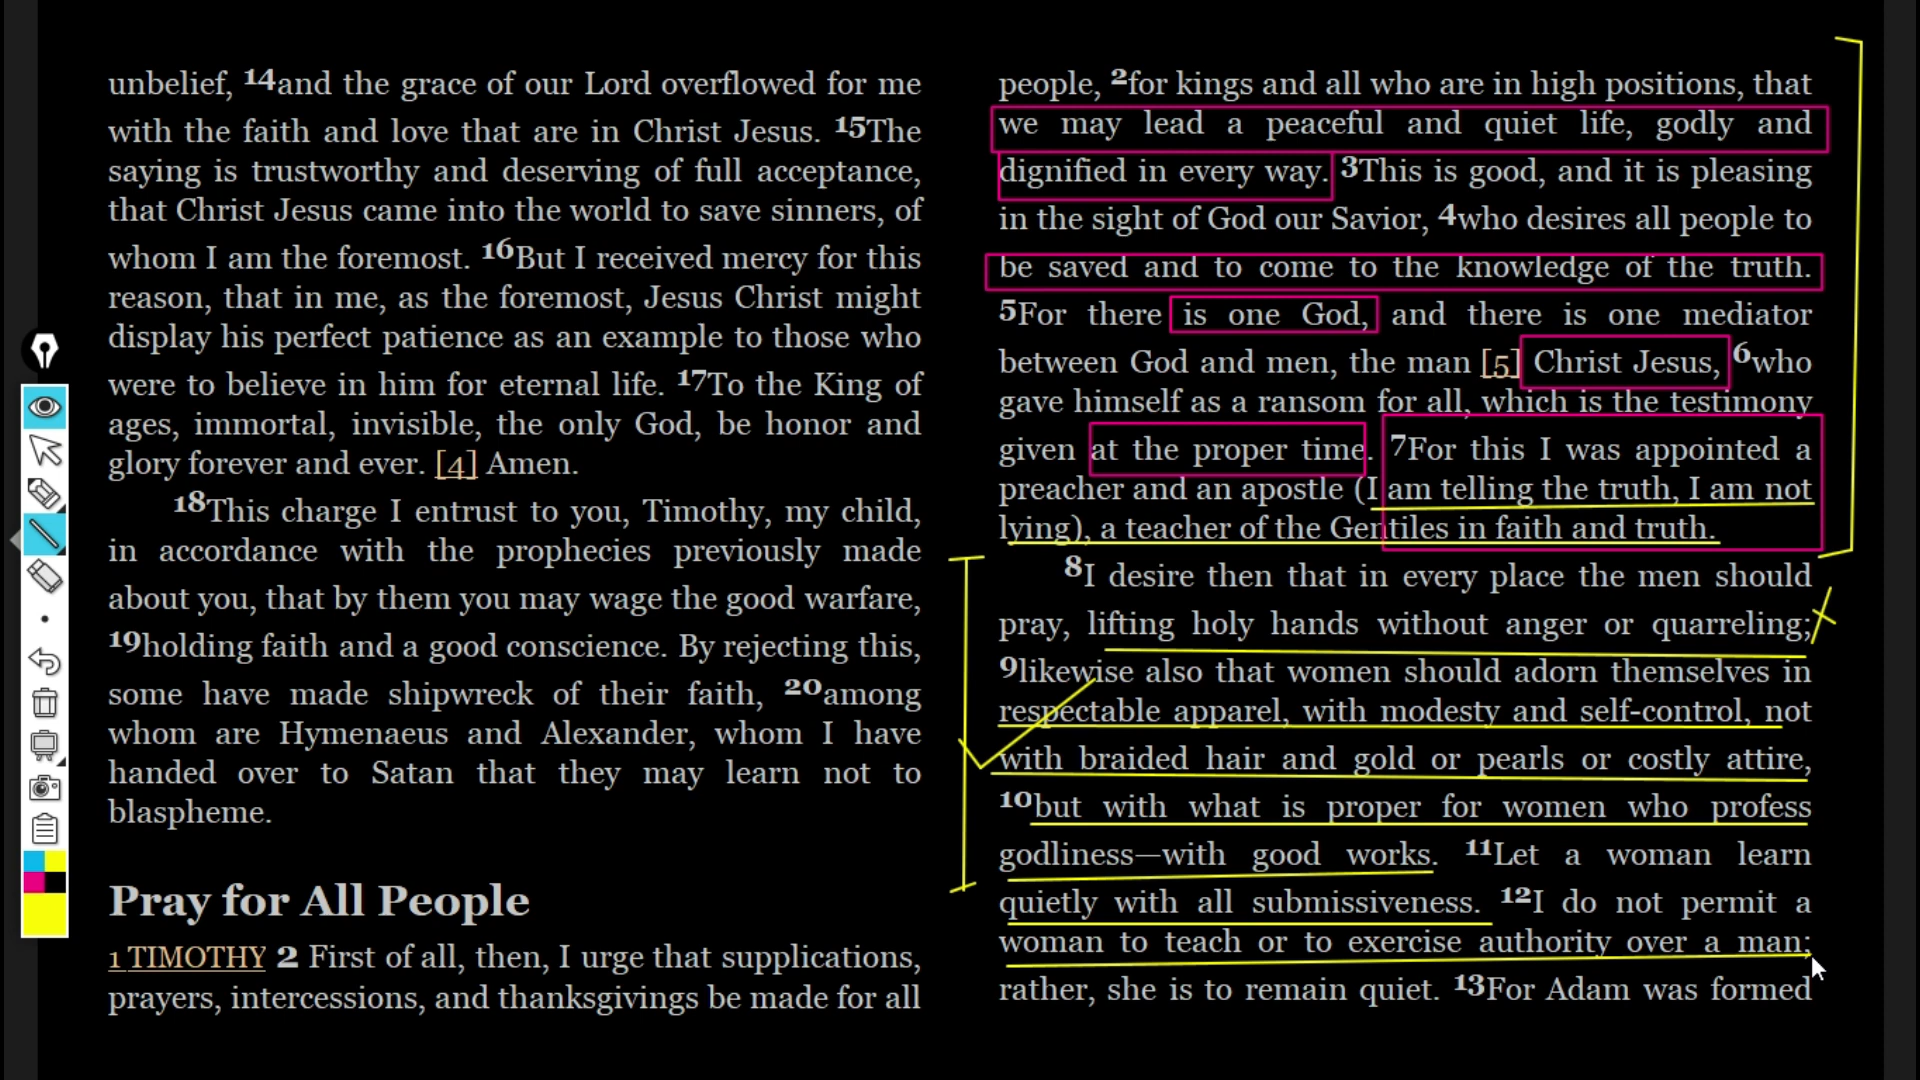 unbelief, 14and the grace of our Lord overflowed for me
with the faith and love that are in Christ Jesus. 15The
saying is trustworthy and deserving of full acceptance,
that Christ Jesus came into the world to save sinners, of
whom I am the foremost. 16But I received mercy for this
reason, that in me, as the foremost, Jesus Christ might
display his perfect patience as an example to those who
were to believe in him for eternal life. 17To the King of
ages, immortal, invisible, the only God, be honor and
glory forever and ever. [4] Amen.
18This charge I entrust to you, Timothy, my child,
in accordance with the prophecies previously made
about you, that by them you may wage the good warfare,
19holding faith and a good conscience. By rejecting this,
some have made shipwreck of their faith, 20among
whom are Hymenaeus and Alexander, whom I have
handed over to Satan that they may learn not to
blaspheme.
Pray for All People
1 TIMOTHY 2 First of all, then, I urge that supplications,
prayers, intercessions, and thanksgivings be made for all
people, 2for kings and all who are in high positions, that
we may lead a peaceful and quiet life, godly and
dignified in every way. 3This is good, and it is pleasing
in the sight of God our Savior, 4who desires all people to
be saved and to come to the knowledge of the truth.
5For there is one God, and there is one mediator
between God and men, the man [5] Christ Jesus, 6who
gave himself as a ransom for all, which is the testimony
given at the proper time. 7For this I was appointed a
preacher and an apostle (I am telling the truth, I am not
lying), a teacher of the Gentiles in faith and truth.
8I desire then that in every place the men should
pray, lifting holy hands without anger or quarreling;
9likewise also that women should adorn themselves in
respectable apparel, with modesty and self-control, not
with braided hair and gold or pearls or costly attire,
10but with what is proper for women who profess
godliness—with good works. 11Let a woman learn
quietly with all submissiveness. 12I do not permit a
woman to teach or to exercise authority over a man;
rather, she is to remain quiet. 13For Adam was formed